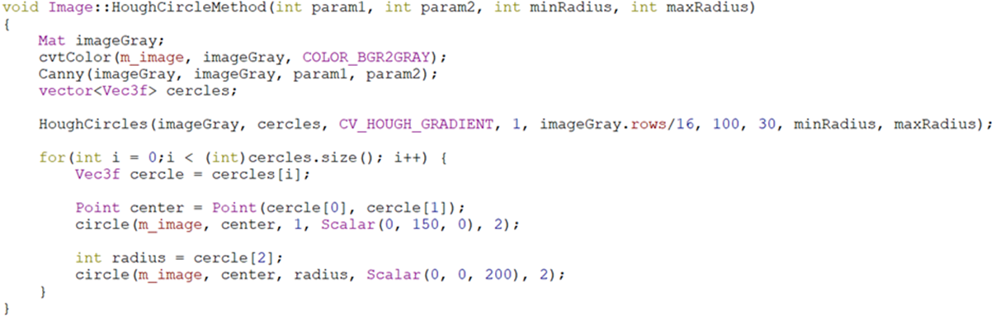 void Image::HoughCircleMethod(int param1, int param2, int minRadius, int maxRadius)
{
    Mat imageGray;
    cvtColor(m_image, imageGray, COLOR_BGR2GRAY);
    Canny(imageGray, imageGray, param1, param2);
    vector<Vec3f> cercles;

    HoughCircles(imageGray, cercles, CV_HOUGH_GRADIENT, 1, imageGray.rows/16, 100, 30, minRadius, maxRadius);

    for(int i = 0;i < (int)cercles.size(); i++) {
        Vec3f cercle = cercles[i];

        Point center = Point(cercle[0], cercle[1]);
        circle(m_image, center, 1, Scalar(0, 150, 0), 2);

        int radius = cercle[2];
        circle(m_image, center, radius, Scalar(0, 0, 200), 2);
    }
}